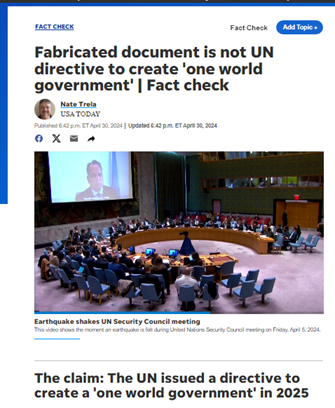 FACT CHECK
Fact Check
Add Topic +
Fabricated document is not UN
directive to create 'one world
government' | Fact check
Nate Trela
USA TODAY
Published 6:42 p.m. ET April 30, 2024 | Updated 6:42 p.m. ET April 30, 2024
Earthquake shakes UN Security Council meeting
This video shows the moment an earthquake is felt during United Nations Security Council meeting on Friday, April 5, 2024.
The claim: The UN issued a directive to
create a 'one world government' in 2025